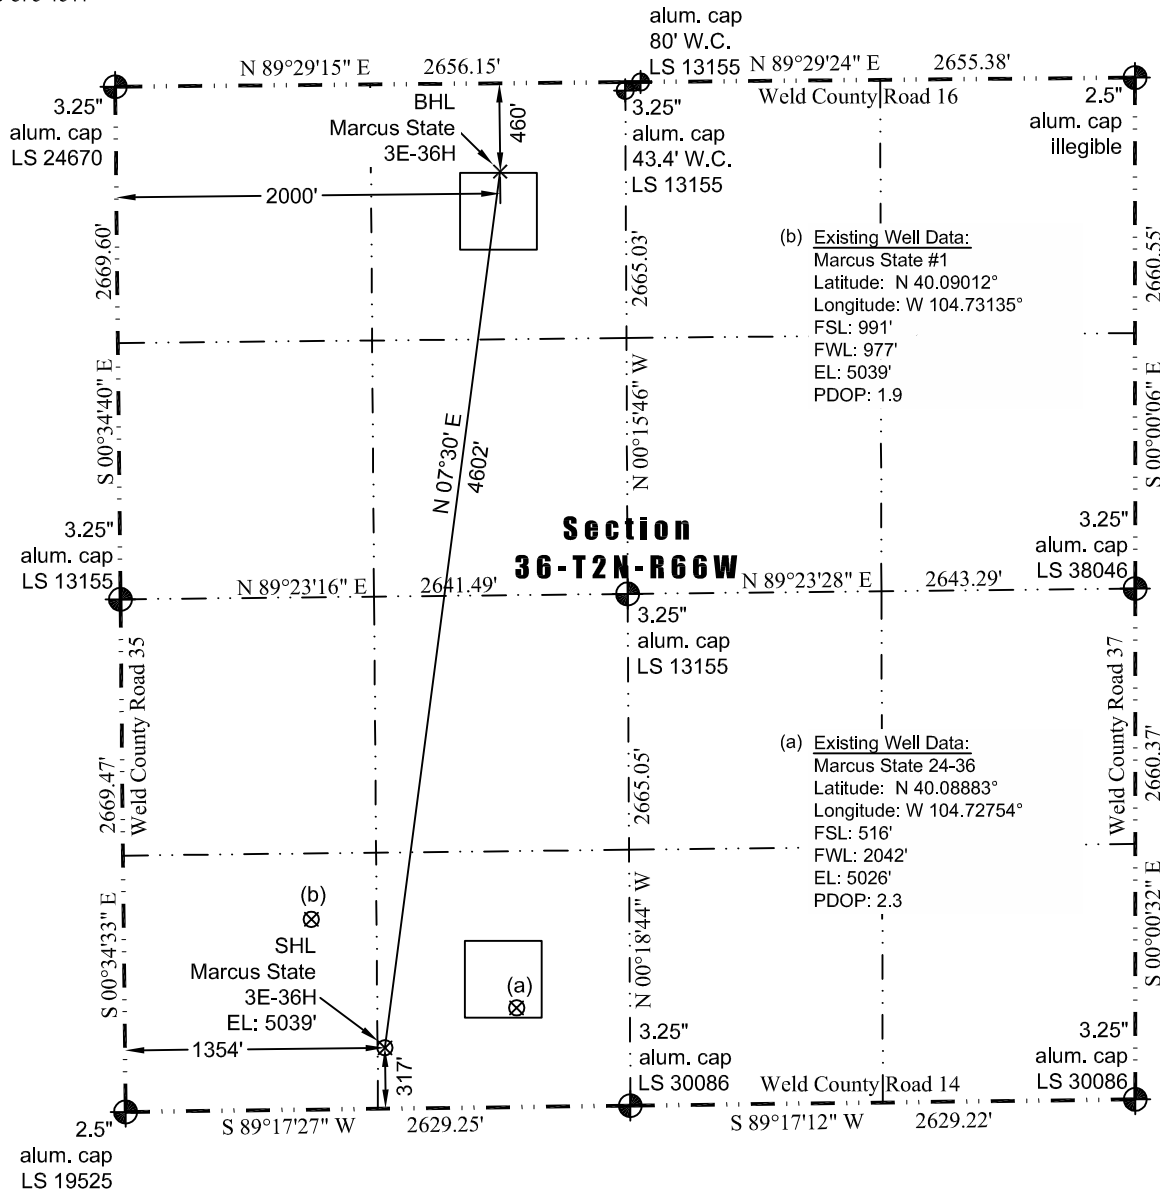 alum. cap
80' W.C.
LS 13155
N 89°29'15" E
2656.15'
N 89°29'24" E
2655.38'
Weld County Road 16
3.25"
alum. cap
LS 24670
BHL
Marcus State
3E-36H
460'
3.25"
alum. cap
43.4' W.C.
LS 13155
2.5"
alum. cap
illegible
2000'
2669.60'
2665.03'
2660.55'
(b) Existing Well Data:
Marcus State #1
Latitude: N 40.09012°
Longitude: W 104.73135°
FSL: 991'
FWL: 977'
EL: 5039'
PDOP: 1.9
S 00°34'40" E
N 00°15'46" W
S 00°00'06" E
N 07°30' E
4602'
Section
36-T2N-R66W
3.25"
alum. cap
LS 13155
3.25"
alum. cap
LS 38046
N 89°23'16" E
2641.49'
N 89°23'28" E
2643.29'
3.25"
alum. cap
LS 13155
Weld County Road 35
2669.47'
2665.05'
Weld County Road 37
2660.37'
(a) Existing Well Data:
Marcus State 24-36
Latitude: N 40.08883°
Longitude: W 104.72754°
FSL: 516'
FWL: 2042'
EL: 5026'
PDOP: 2.3
S 00°34'33" E
N 00°18'44" W
S 00°00'32" E
(b)
SHL
Marcus State
3E-36H
EL: 5039'
(a)
1354'
317'
3.25"
alum. cap
LS 30086
Weld County Road 14
3.25"
alum. cap
LS 30086
2.5"
alum. cap
LS 19525
S 89°17'27" W
2629.25'
S 89°17'12" W
2629.22'